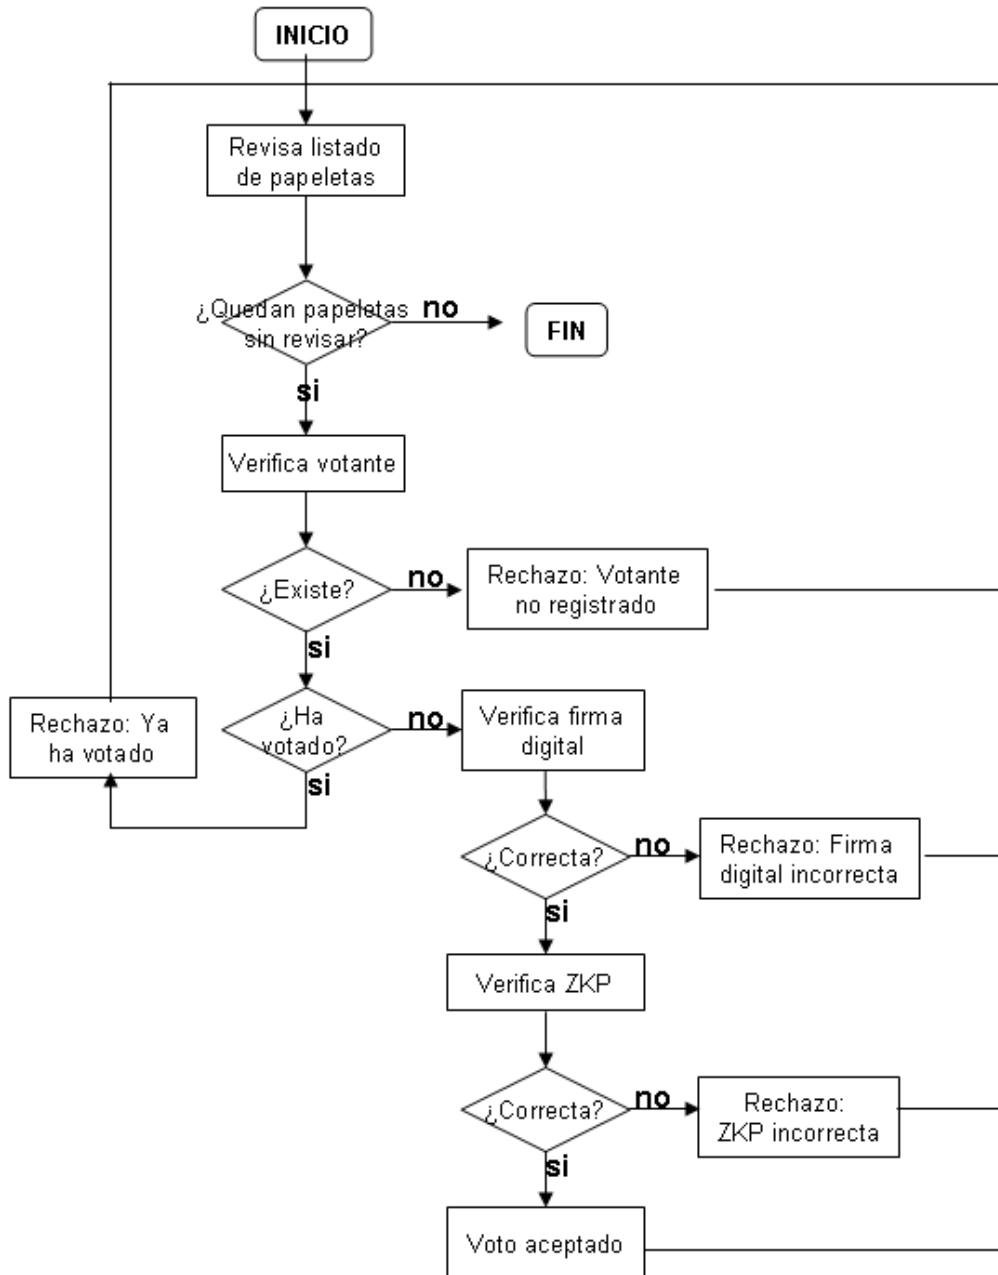 INICIO
Revisa listado
de papeletas
¿Quedan papeletas
sin revisar?
no
FIN
si
Verifica votante
¿Existe?
no
Rechazo: Votante
no registrado
si
Rechazo: Ya
ha votado
¿Ha
votado?
no
Verifica firma
digital
si
¿Correcta?
no
Rechazo: Firma
digital incorrecta
si
Verifica ZKP
¿Correcta?
no
Rechazo:
ZKP incorrecta
si
Voto aceptado